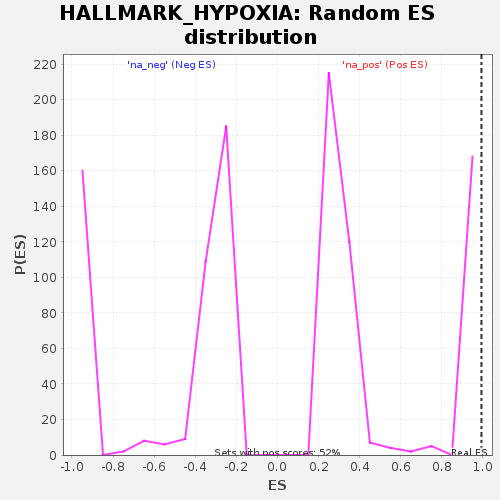 HALLMARK_HYPOXIA: Random ES
distribution
'na_neg' (Neg ES)
'na_pos' (Pos ES)
220
200
180
160
140
120
100
80
60
40
20
0
P(ES)
Sets with pos scores: 52%
Real ES
-1.0 -0.8 -0.6 -0.4 -0.2 0.0 0.2 0.4 0.6 0.8 1.0
ES